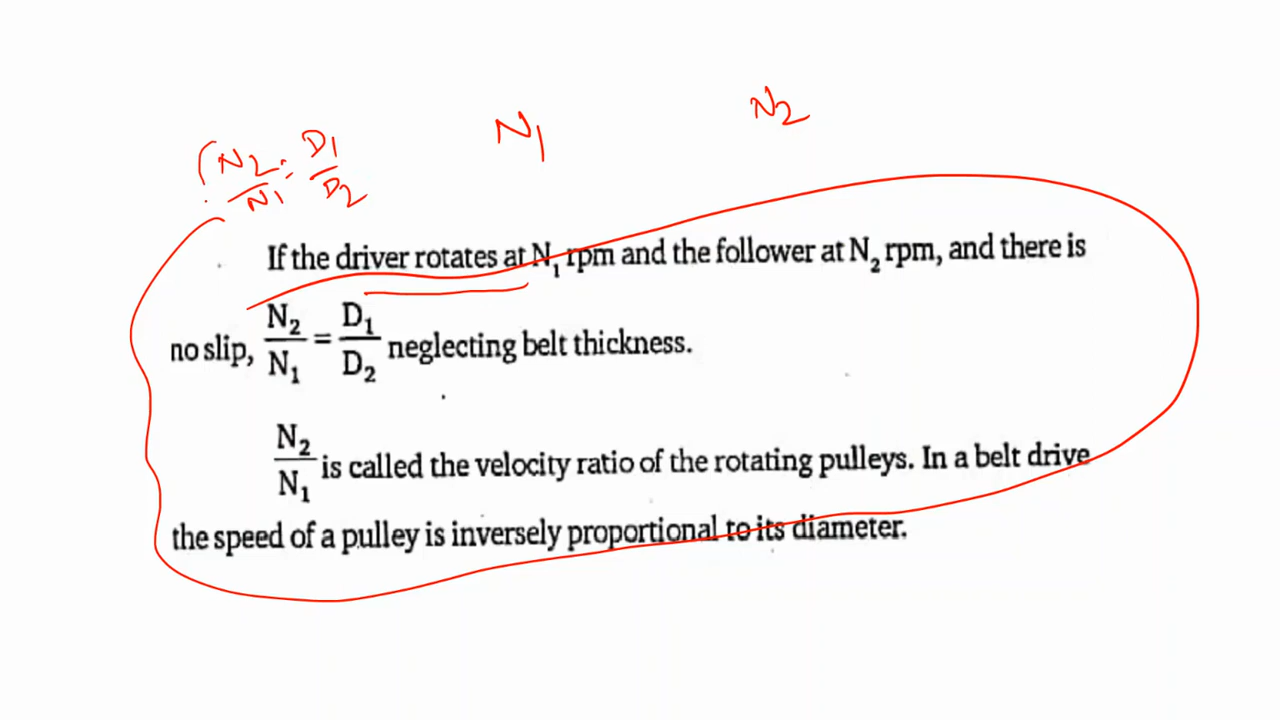 N₁ N₂
N₂/N₁ = D₁/D₂
If the driver rotates at N₁ rpm and the follower at N₂ rpm, and there is
no slip, N₂/N₁ = D₁/D₂ neglecting belt thickness.
N₂/N₁ is called the velocity ratio of the rotating pulleys. In a belt drive
the speed of a pulley is inversely proportional to its diameter.